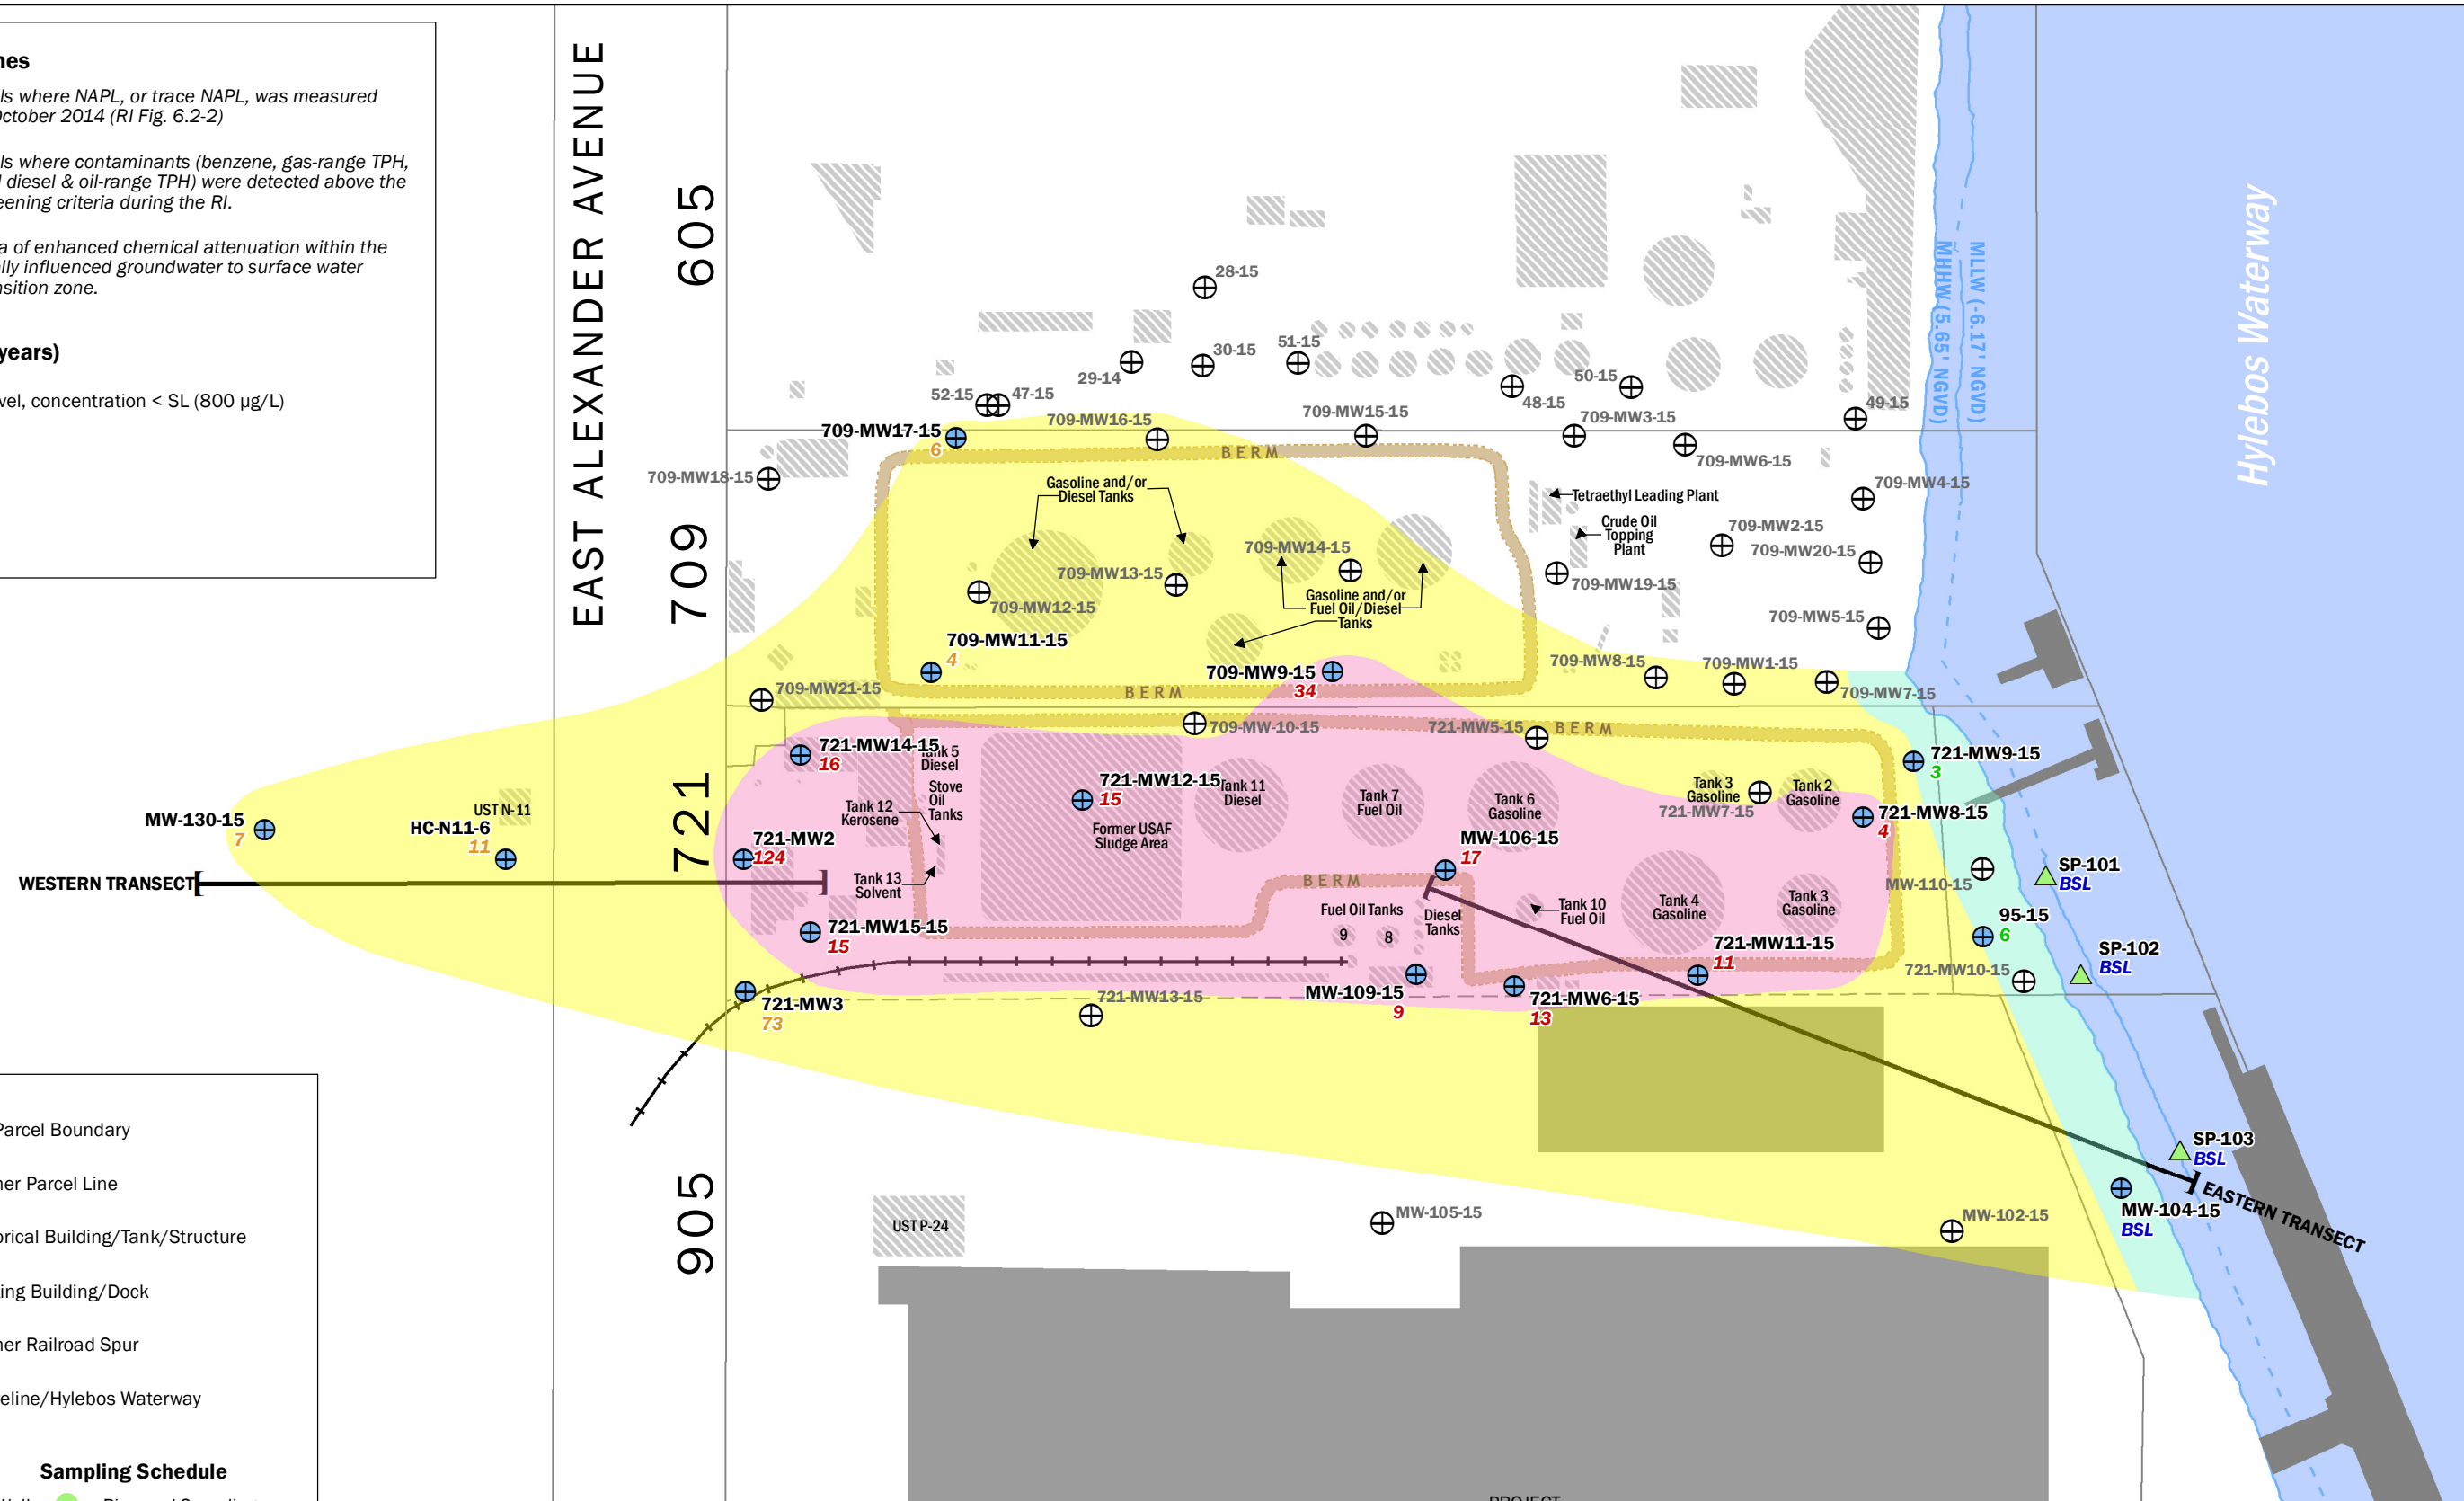 nes
ls where NAPL, or trace NAPL, was measured
October 2014 (RI Fig. 6.2-2)
ls where contaminants (benzene, gas-range TPH,
l diesel & oil-range TPH) were detected above the
eening criteria during the RI.
a of enhanced chemical attenuation within the
lly influenced groundwater to surface water
nsition zone.
years)
vel, concentration < SL (800 µg/L)
EAST ALEXANDER AVENUE
605
709
721
905
Hylebos Waterway
MHHW (5.65' NGVD)
MLLW (-6.17' NGVD)
28-15
30-15
51-15
29-14
52-15
47-15
48-15
50-15
49-15
709-MW17-15
6
709-MW16-15
709-MW15-15
709-MW3-15
709-MW6-15
709-MW18-15
709-MW4-15
BERM
Gasoline and/or
Diesel Tanks
Tetraethyl Leading Plant
Crude Oil
Topping
Plant
709-MW2-15
709-MW20-15
709-MW14-15
709-MW13-15
709-MW12-15
709-MW19-15
Gasoline and/or
Fuel Oil/Diesel
Tanks
709-MW5-15
709-MW11-15
4
709-MW9-15
34
709-MW8-15
709-MW1-15
709-MW7-15
709-MW21-15
BERM
709-MW-10-15
721-MW5-15
BERM
721-MW14-15
16
Tank 5
Diesel
Stove
Oil
Tanks
Tank 12
Kerosene
721-MW12-15
15
Tank 11
Diesel
Tank 7
Fuel Oil
Tank 6
Gasoline
Tank 3
Gasoline
Tank 2
Gasoline
721-MW7-15
721-MW9-15
3
721-MW8-15
4
UST N-11
MW-130-15
7
HC-N11-6
11
721-MW2
124
Former USAF
Sludge Area
MW-106-15
17
WESTERN TRANSECT
Tank 13
Solvent
BERM
Fuel Oil Tanks
9
8
Diesel
Tanks
Tank 10
Fuel Oil
Tank 4
Gasoline
Tank 3
Gasoline
MW-110-15
SP-101
BSL
95-15
6
SP-102
BSL
721-MW15-15
15
721-MW11-15
11
721-MW10-15
721-MW3
73
721-MW13-15
MW-109-15
9
721-MW6-15
13
SP-103
BSL
MW-104-15
BSL
EASTERN TRANSECT
UST P-24
MW-105-15
MW-102-15
Parcel Boundary
ner Parcel Line
orical Building/Tank/Structure
ting Building/Dock
ner Railroad Spur
eline/Hylebos Waterway
Sampling Schedule